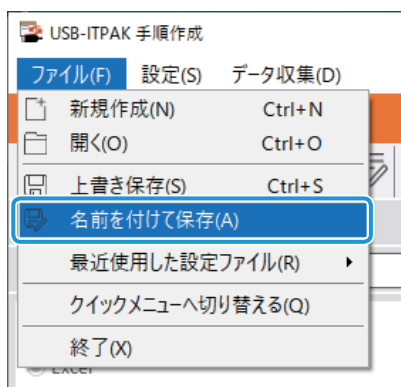 USB-ITPAK 手順作成
ファイル(F) 設定(S) データ収集(D)
新規作成(N) Ctrl+N
開く(O) Ctrl+O
上書き保存(S) Ctrl+S
名前を付けて保存(A)
最近使用した設定ファイル(R)
クイックメニューへ切り替える(Q)
終了(X)
Excel